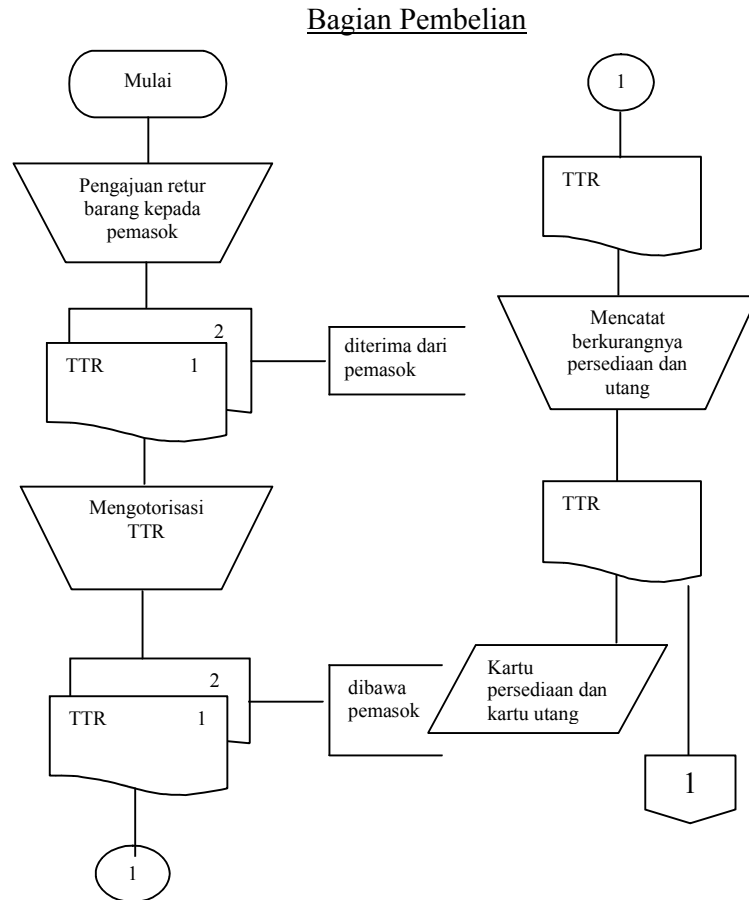 Bagian Pembelian
Mulai
Pengajuan retur
barang kepada
pemasok
2
TTR 1
diterima dari
pemasok
Mengotorisasi
TTR
2
TTR 1
dibawa
pemasok
1
1
TTR
Mencatat
berkurangnya
persediaan dan
utang
TTR
Kartu
persediaan dan
kartu utang
1